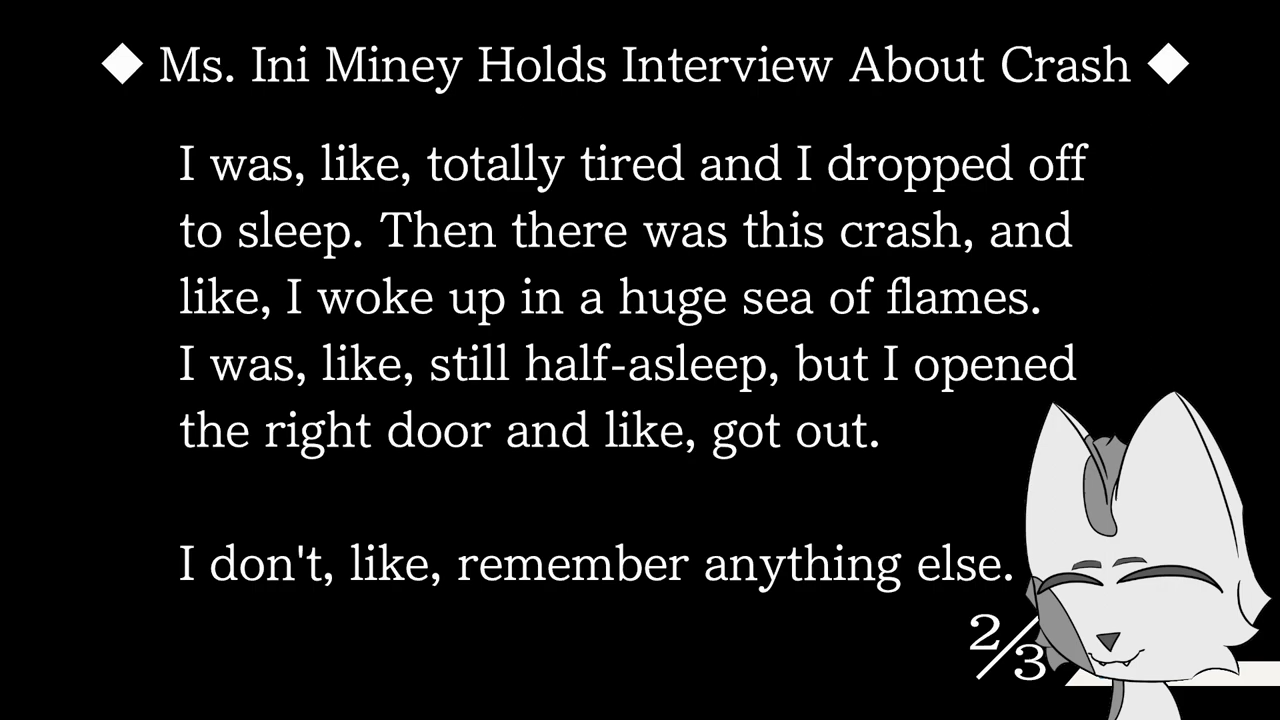 ◆ Ms. Ini Miney Holds Interview About Crash ◆
I was, like, totally tired and I dropped off
to sleep. Then there was this crash, and
like, I woke up in a huge sea of flames.
I was, like, still half-asleep, but I opened
the right door and like, got out.
I don't, like, remember anything else.
2/3